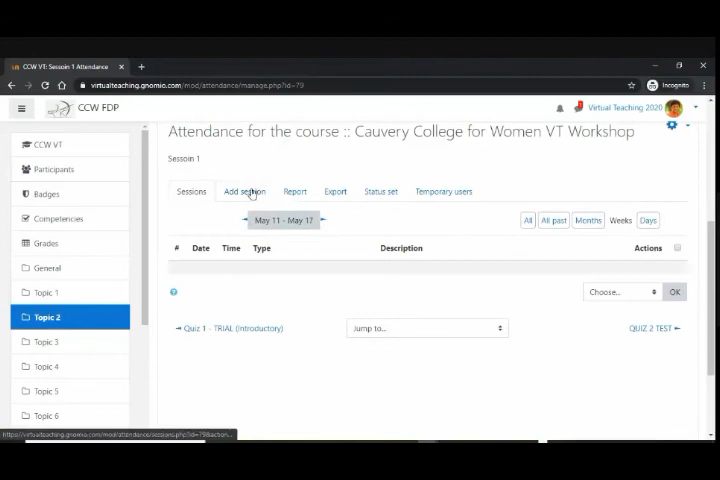 CCW VT: Sessoin 1 Attendance
virtualteaching.gnomio.com/mod/attendance/manage.php?id=79
Incognito
CCW FDP
Virtual Teaching 2020
Attendance for the course :: Cauvery College for Women VT Workshop
Sessoin 1
CCW VT
Participants
Badges
Competencies
Grades
General
Topic 1
Topic 2
Topic 3
Topic 4
Topic 5
Topic 6
Sessions Add session Report Export Status set Temporary users
May 11 - May 17
All All past Months Weeks Days
# Date Time Type Description Actions
Choose... OK
Quiz 1 - TRIAL (Introductory) Jump to... QUIZ 2 TEST
https://virtualteaching.gnomio.com/mod/attendance/sessions.php?id=79&action...